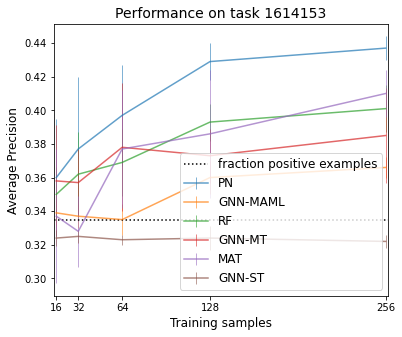 Performance on task 1614153
Average Precision
0.44
0.42
0.40
0.38
0.36
0.34
0.32
0.30
fraction positive examples
PN
GNN-MAML
RF
GNN-MT
MAT
GNN-ST
16 32 64 128 256
Training samples